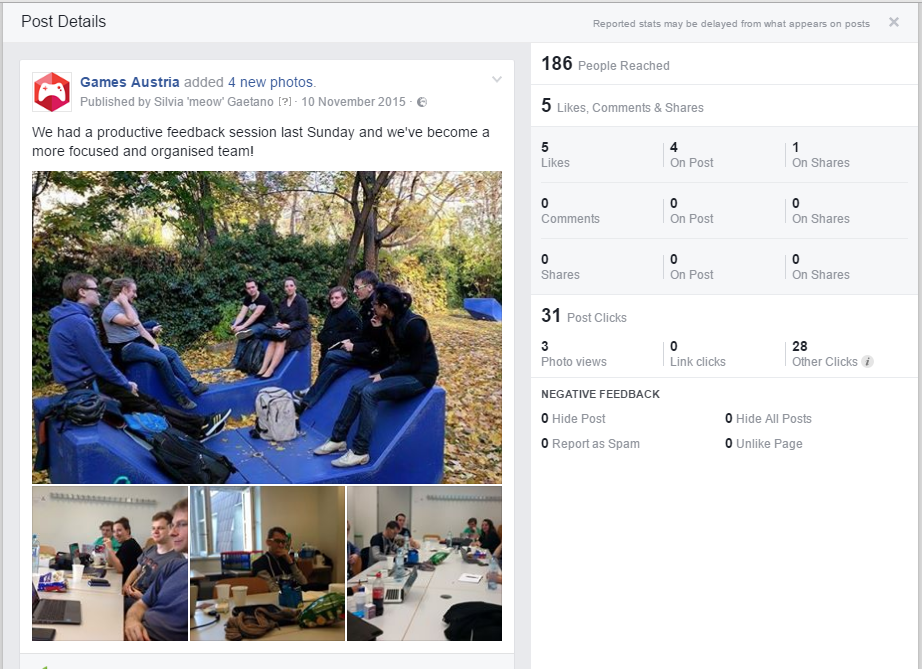 Post Details
Reported stats may be delayed from what appears on posts
Games Austria added 4 new photos.
Published by Silvia 'meow' Gaetano [?] · 10 November 2015 ·
We had a productive feedback session last Sunday and we've become a
more focused and organised team!
186 People Reached
5 Likes, Comments & Shares
5 4 1
Likes On Post On Shares
0 0 0
Comments On Post On Shares
0 0 0
Shares On Post On Shares
31 Post Clicks
3 0 28
Photo views Link clicks Other Clicks i
NEGATIVE FEEDBACK
0 Hide Post 0 Hide All Posts
0 Report as Spam 0 Unlike Page